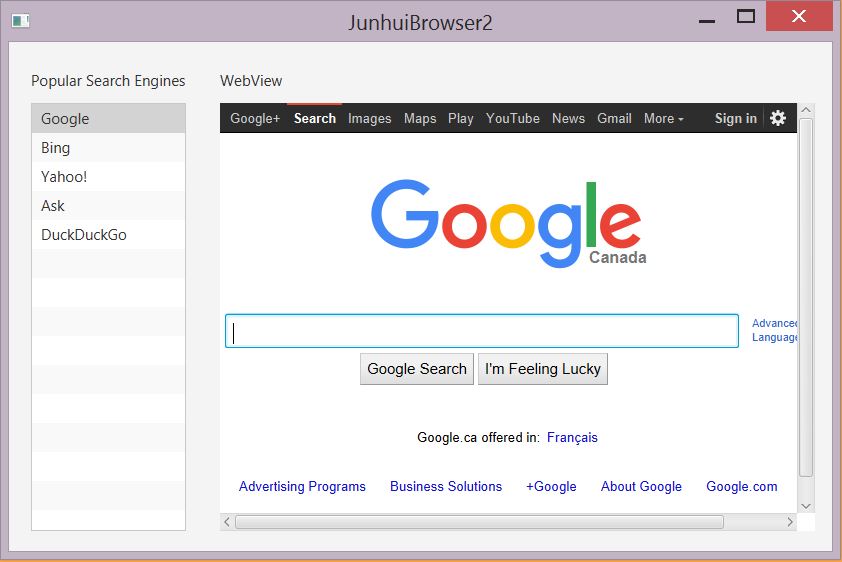 JunhuiBrowser2
Popular Search Engines
Google
Bing
Yahoo!
Ask
DuckDuckGo
WebView
Google+ Search Images Maps Play YouTube News Gmail More Sign in
Google
Canada
Advanced
Language
Google Search I'm Feeling Lucky
Google.ca offered in: Français
Advertising Programs Business Solutions +Google About Google Google.com